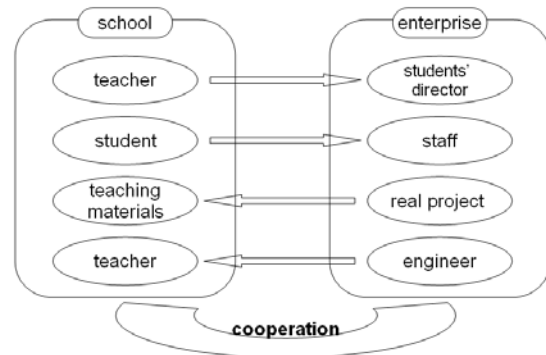 school
enterprise
teacher
students'
director
student
staff
teaching
materials
real project
teacher
engineer
cooperation